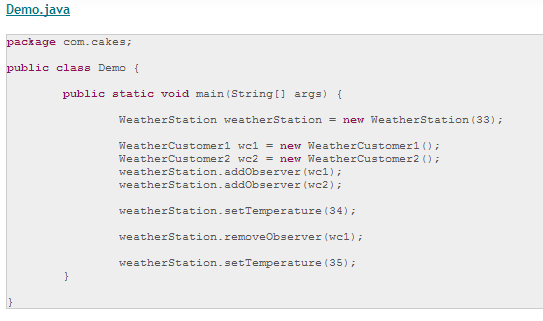 Demo.java
package com.cakes;
public class Demo {
public static void main(String[] args) {
WeatherStation weatherStation = new WeatherStation(33);
WeatherCustomer1 wc1 = new WeatherCustomer1();
WeatherCustomer2 wc2 = new WeatherCustomer2();
weatherStation.addObserver(wc1);
weatherStation.addObserver(wc2);
weatherStation.setTemperature(34);
weatherStation.removeObserver(wc1);
weatherStation.setTemperature(35);
}
}